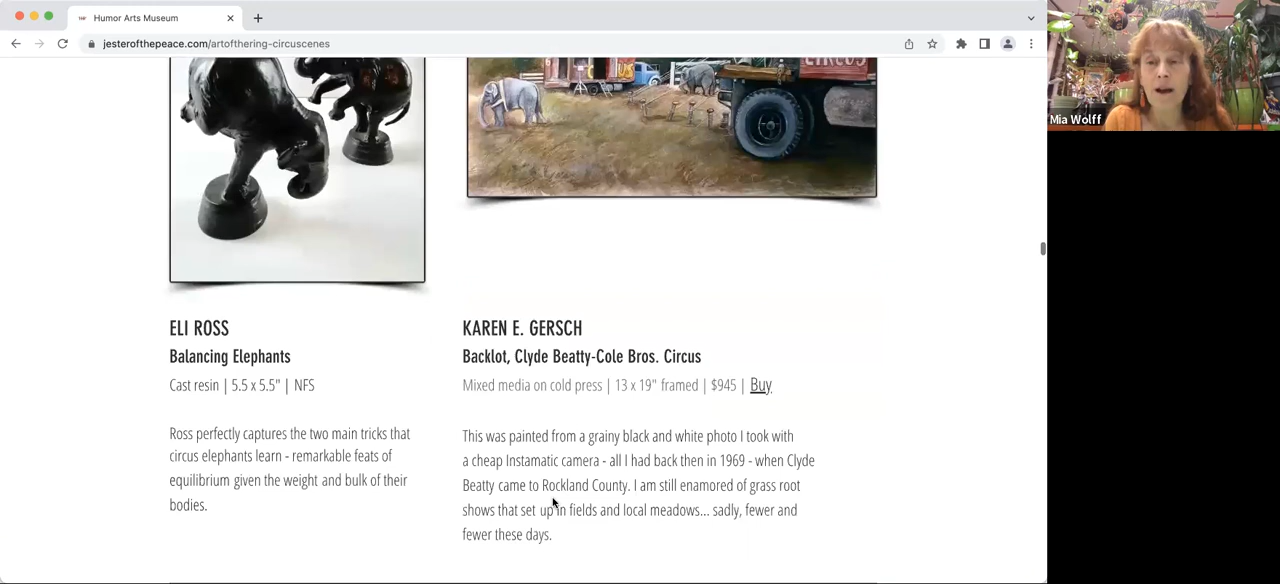 Humor Arts Museum
jesterofthepeace.com/artofthering-circuscenes
CIRCUS
Mia Wolff
ELI ROSS
Balancing Elephants
Cast resin | 5.5 x 5.5" | NFS
Ross perfectly captures the two main tricks that
circus elephants learn - remarkable feats of
equilibrium given the weight and bulk of their
bodies.
KAREN E. GERSCH
Backlot, Clyde Beatty-Cole Bros. Circus
Mixed media on cold press | 13 x 19" framed | $945 | Buy
This was painted from a grainy black and white photo I took with
a cheap Instamatic camera - all I had back then in 1969 - when Clyde
Beatty came to Rockland County. I am still enamored of grass root
shows that set up in fields and local meadows... sadly, fewer and
fewer these days.